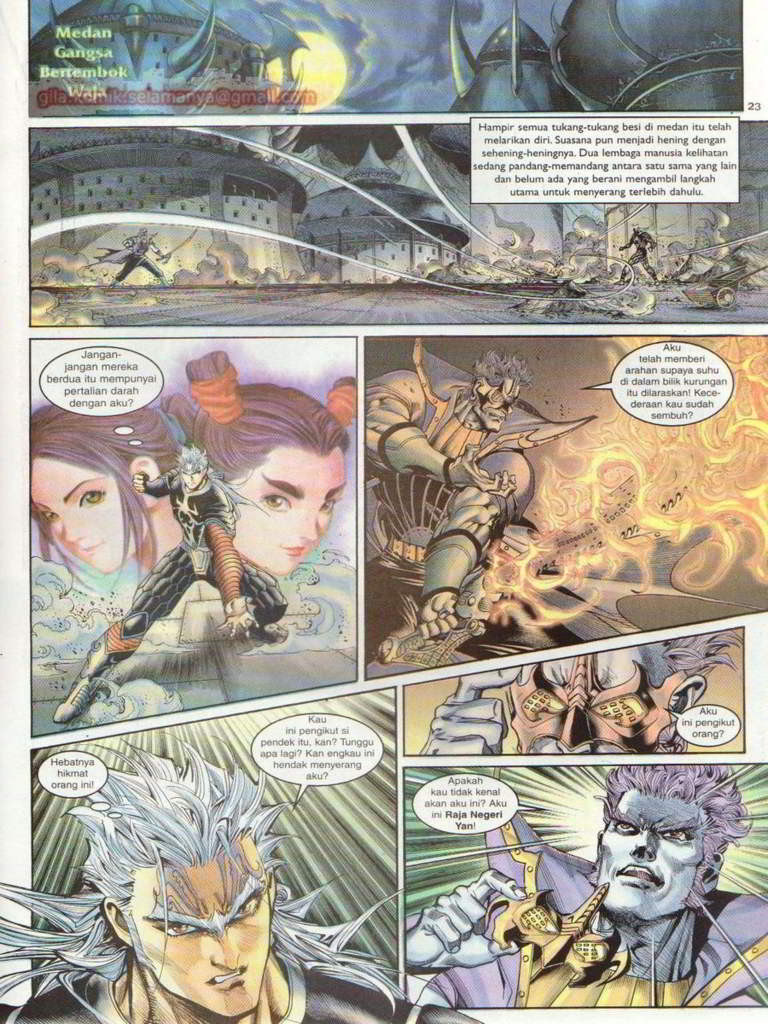 Medan
Gangsa
Bertembok
Waja
gila.komik.selamanya@gmail.com
23
Hampir semua tukang-tukang besi di medan itu telah
melarikan diri. Suasana pun menjadi hening dengan
sehening-heningnya. Dua lembaga manusia kelihatan
sedang pandang-memandang antara satu sama yang lain
dan belum ada yang berani mengambil langkah
utama untuk menyerang terlebih dahulu.
Jangan-
jangan mereka
berdua itu mempunyai
pertalian darah
dengan aku?
Aku
telah memberi
arahan supaya suhu
di dalam bilik kurungan
itu dilaraskan! Kece-
deraan kau sudah
sembuh?
Aku
ini pengikut
orang?
Kau
ini pengikut si
pendek itu, kan? Tunggu
apa lagi? Kan engkau ini
hendak menyerang
aku?
Hebatnya
hikmat
orang ini!
Apakah
kau tidak kenal
akan aku ini? Aku
ini Raja Negeri
Yan!